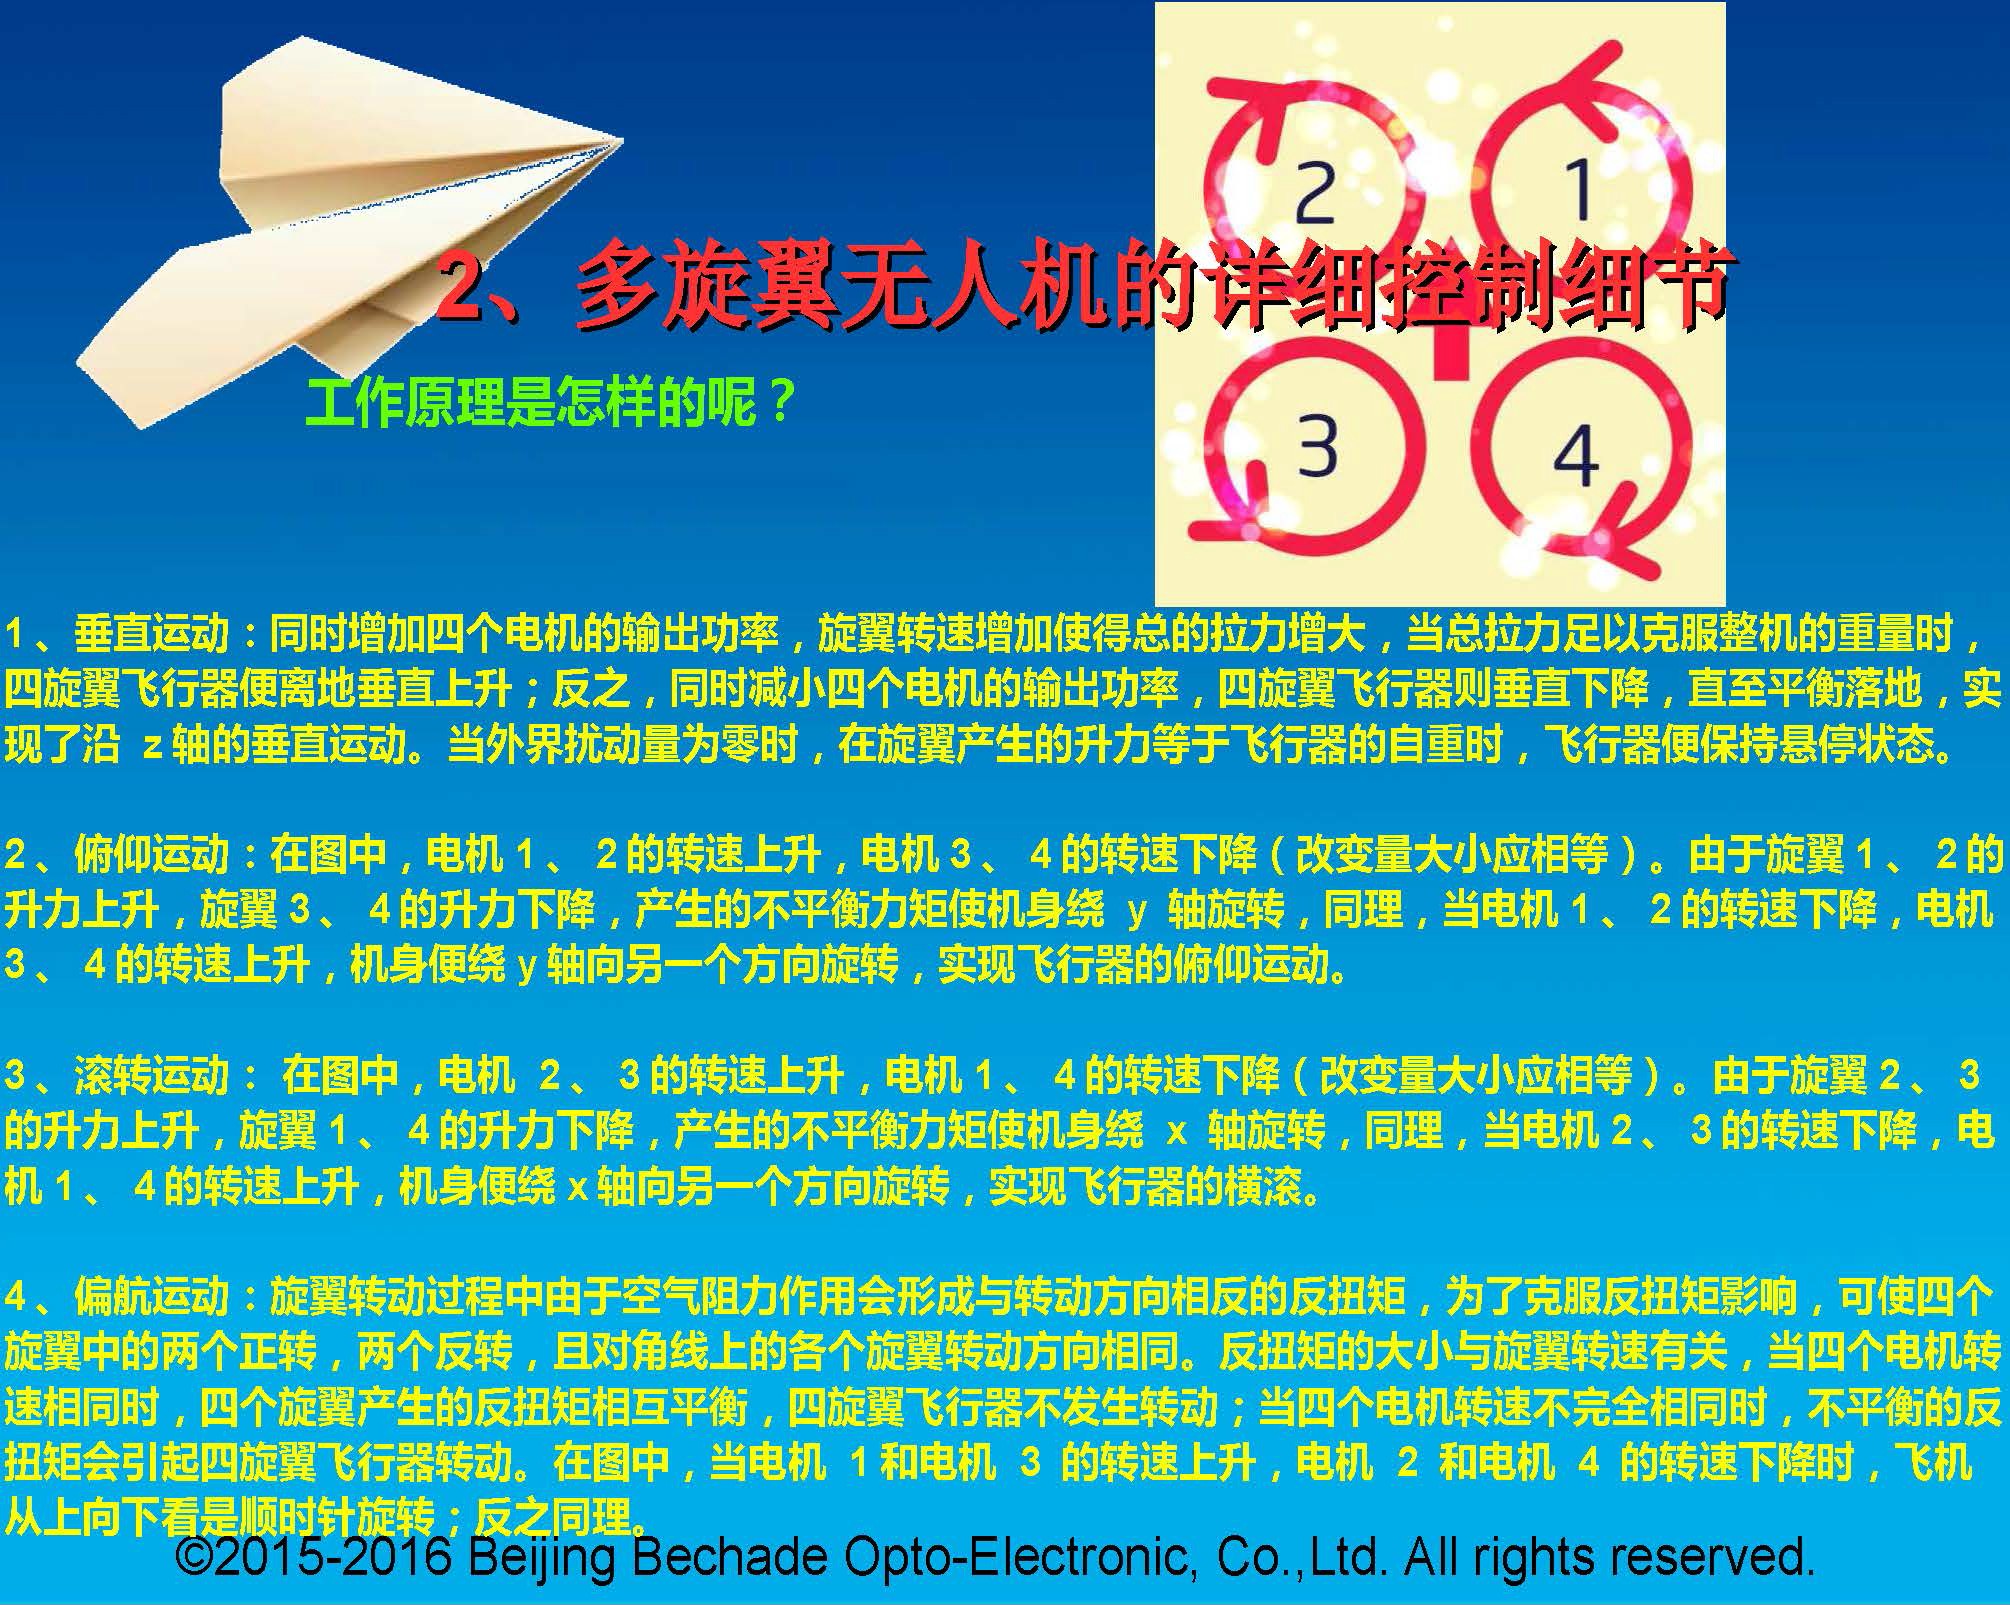 2 1
2、多旋翼无人机的详细控制细节
工作原理是怎样的呢？
3 4
1、垂直运动：同时增加四个电机的输出功率，旋翼转速增加使得总的拉力增大，当总拉力足以克服整机的重量时，
四旋翼飞行器便离地垂直上升；反之，同时减小四个电机的输出功率，四旋翼飞行器则垂直下降，直至平衡落地，实
现了沿 z轴的垂直运动。当外界扰动量为零时，在旋翼产生的升力等于飞行器的自重时，飞行器便保持悬停状态。
2、俯仰运动：在图中，电机1、2的转速上升，电机3、4的转速下降（改变量大小应相等）。由于旋翼1、2的
升力上升，旋翼3、4的升力下降，产生的不平衡力矩使机身绕 y 轴旋转，同理，当电机1、2的转速下降，电机
3、4的转速上升，机身便绕y轴向另一个方向旋转，实现飞行器的俯仰运动。
3、滚转运动： 在图中，电机 2、3的转速上升，电机1、4的转速下降（改变量大小应相等）。由于旋翼2、3
的升力上升，旋翼1、4的升力下降，产生的不平衡力矩使机身绕 x 轴旋转，同理，当电机2、3的转速下降，电
机1、4的转速上升，机身便绕x轴向另一个方向旋转，实现飞行器的横滚。
4、偏航运动：旋翼转动过程中由于空气阻力作用会形成与转动方向相反的反扭矩，为了克服反扭矩影响，可使四个
旋翼中的两个正转，两个反转，且对角线上的各个旋翼转动方向相同。反扭矩的大小与旋翼转速有关，当四个电机转
速相同时，四个旋翼产生的反扭矩相互平衡，四旋翼飞行器不发生转动；当四个电机转速不完全相同时，不平衡的反
扭矩会引起四旋翼飞行器转动。在图中，当电机 1和电机 3 的转速上升，电机 2 和电机 4 的转速下降时，飞机
从上向下看是顺时针旋转；反之同理。
©2015-2016 Beijing Bechade Opto-Electronic, Co.,Ltd. All rights reserved.